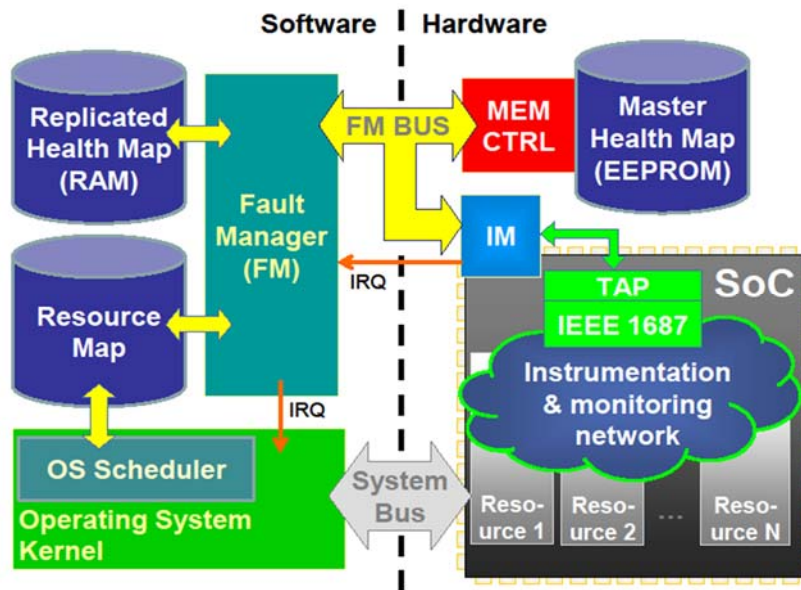 Software
Hardware
Replicated
Health Map
(RAM)
FM BUS
MEM
CTRL
Master
Health Map
(EEPROM)
Fault
Manager
(FM)
IM
IRQ
Resource
Map
TAP
SoC
IEEE 1687
Instrumentation
& monitoring
network
IRQ
OS Scheduler
Operating System
Kernel
System
Bus
Reso-
urce 1
Reso-
urce 2
...
Reso-
urce N